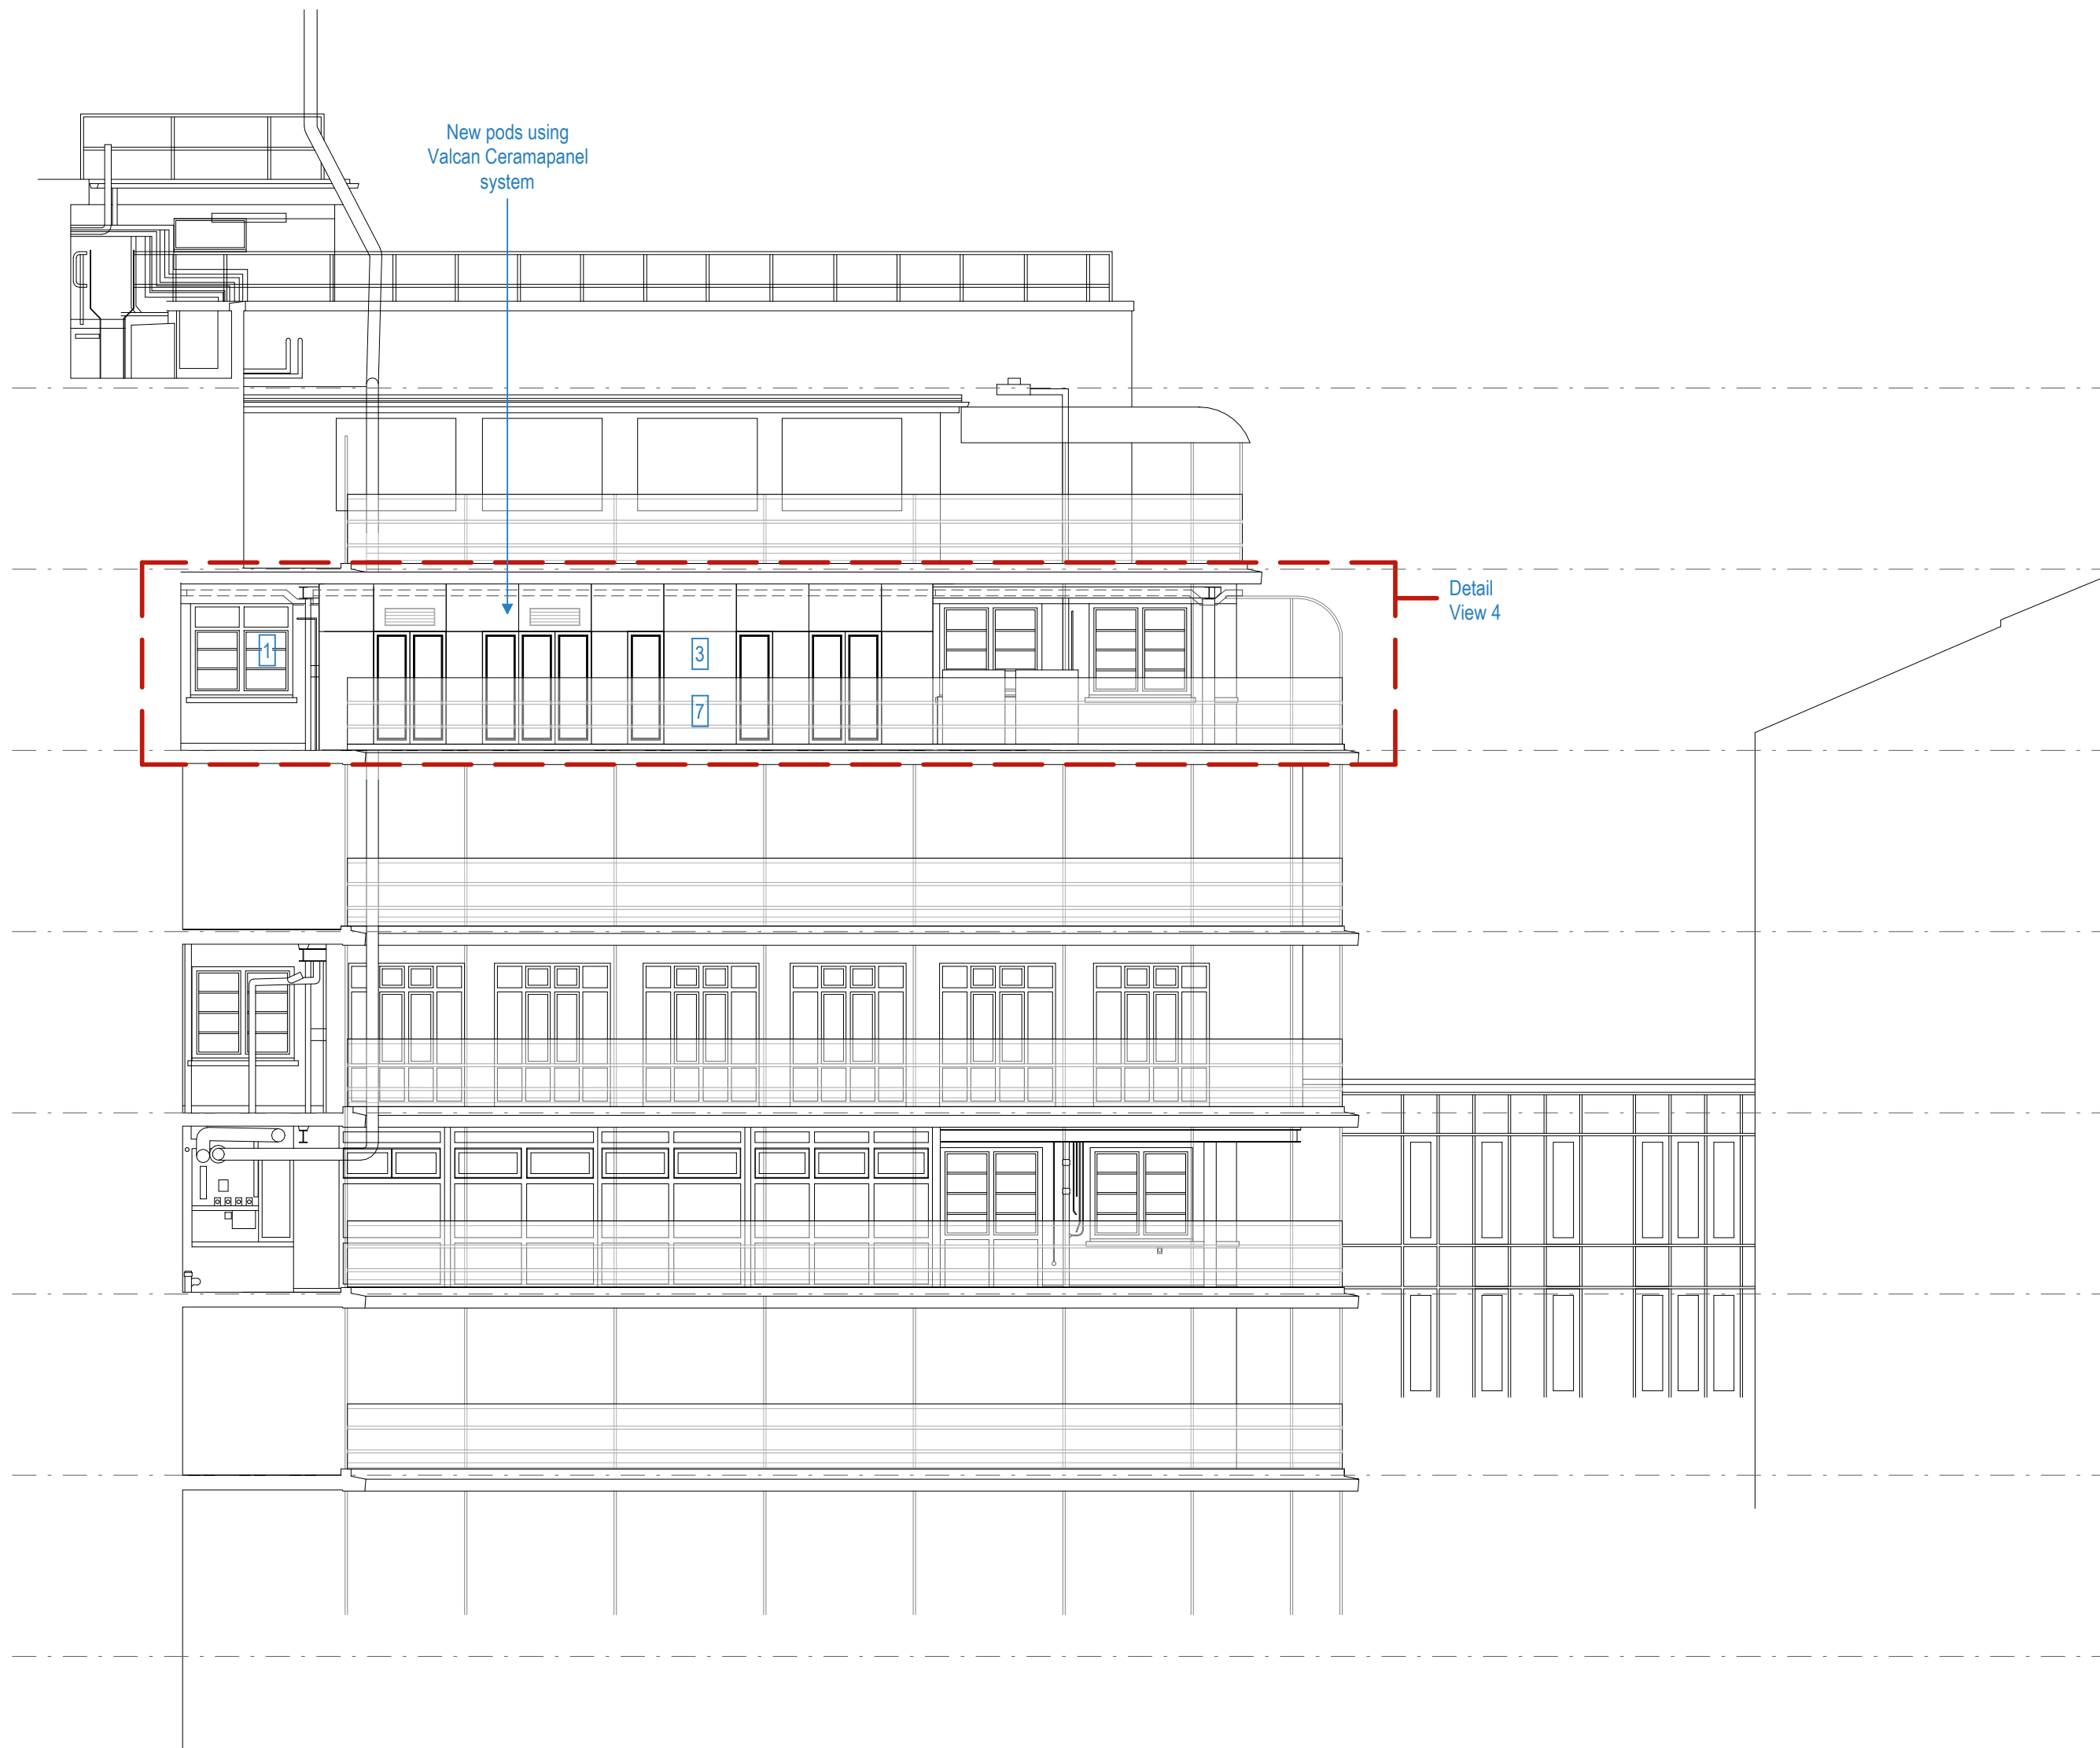 New pods using
Valcan Ceramapanel
system
Detail
View 4
1
3
7